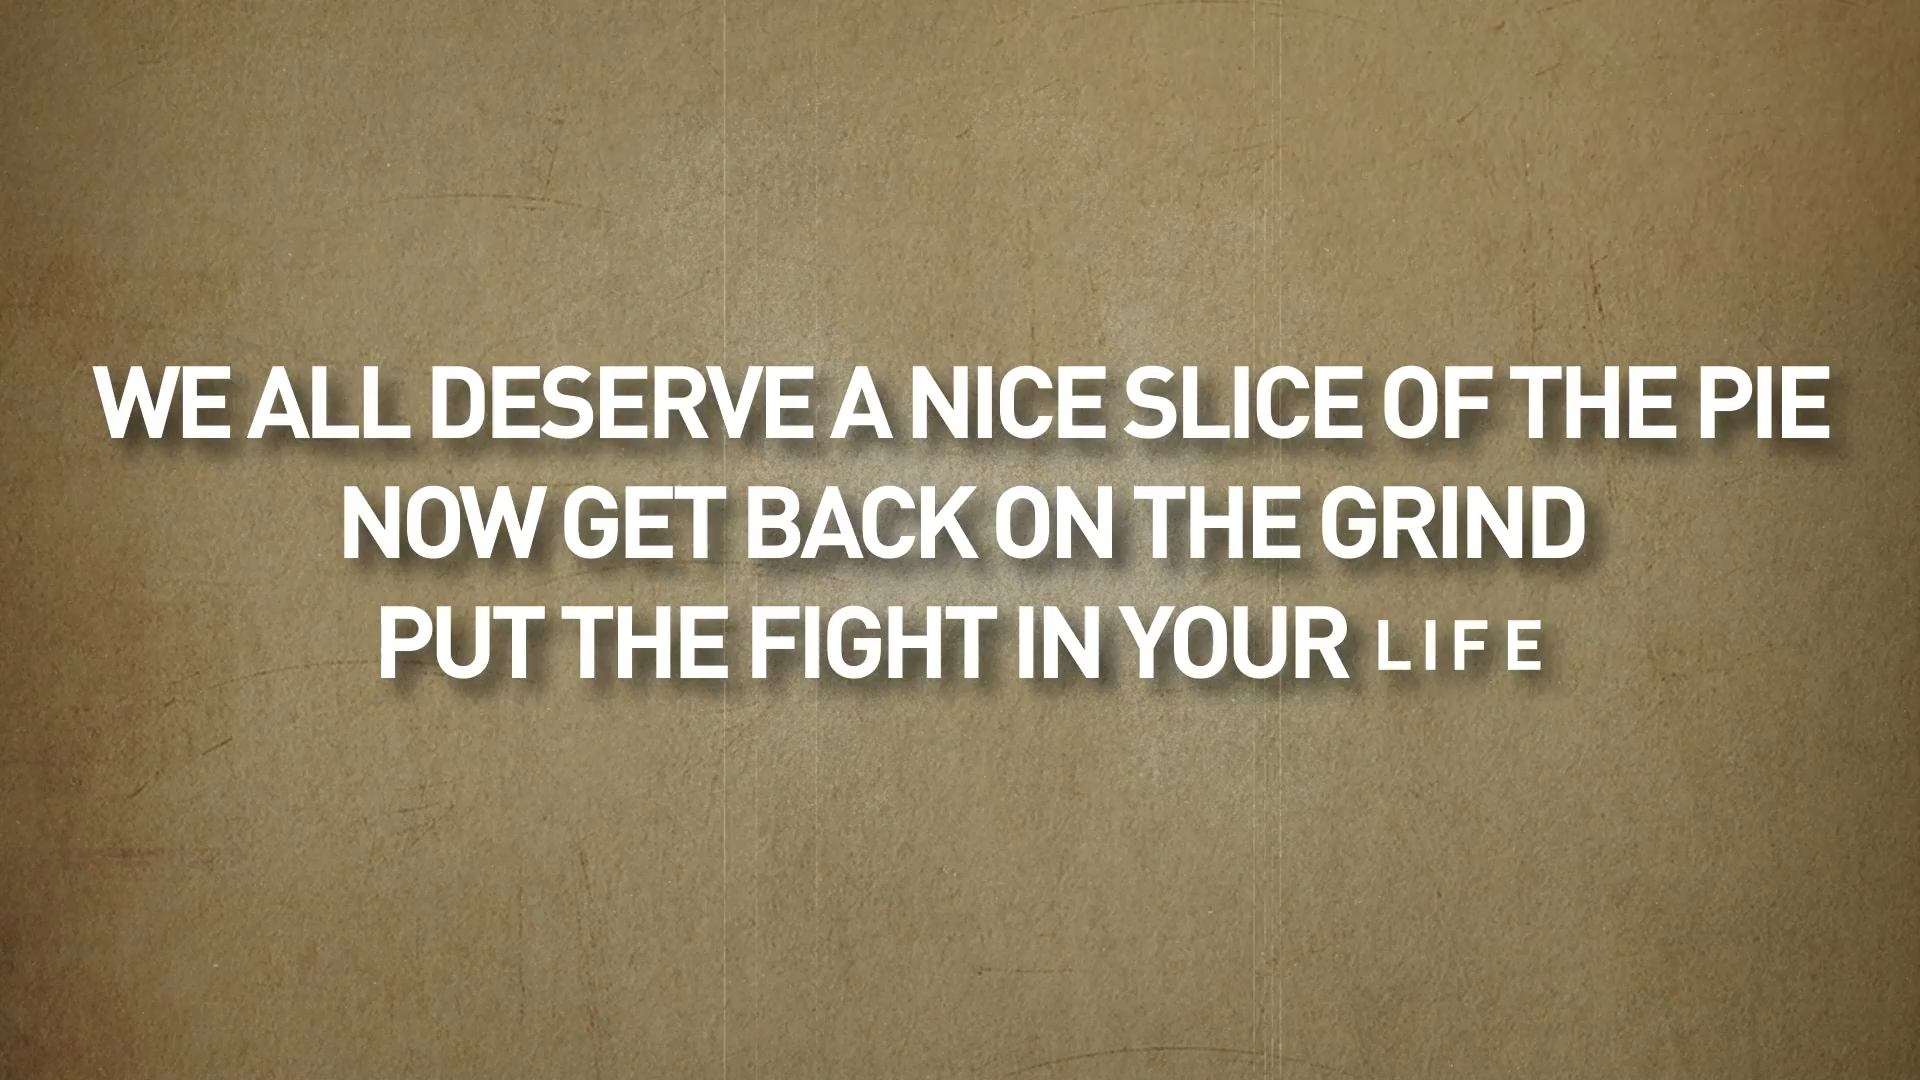 WE ALL DESERVE A NICE SLICE OF THE PIE
NOW GET BACK ON THE GRIND
PUT THE FIGHT IN YOUR LIFE